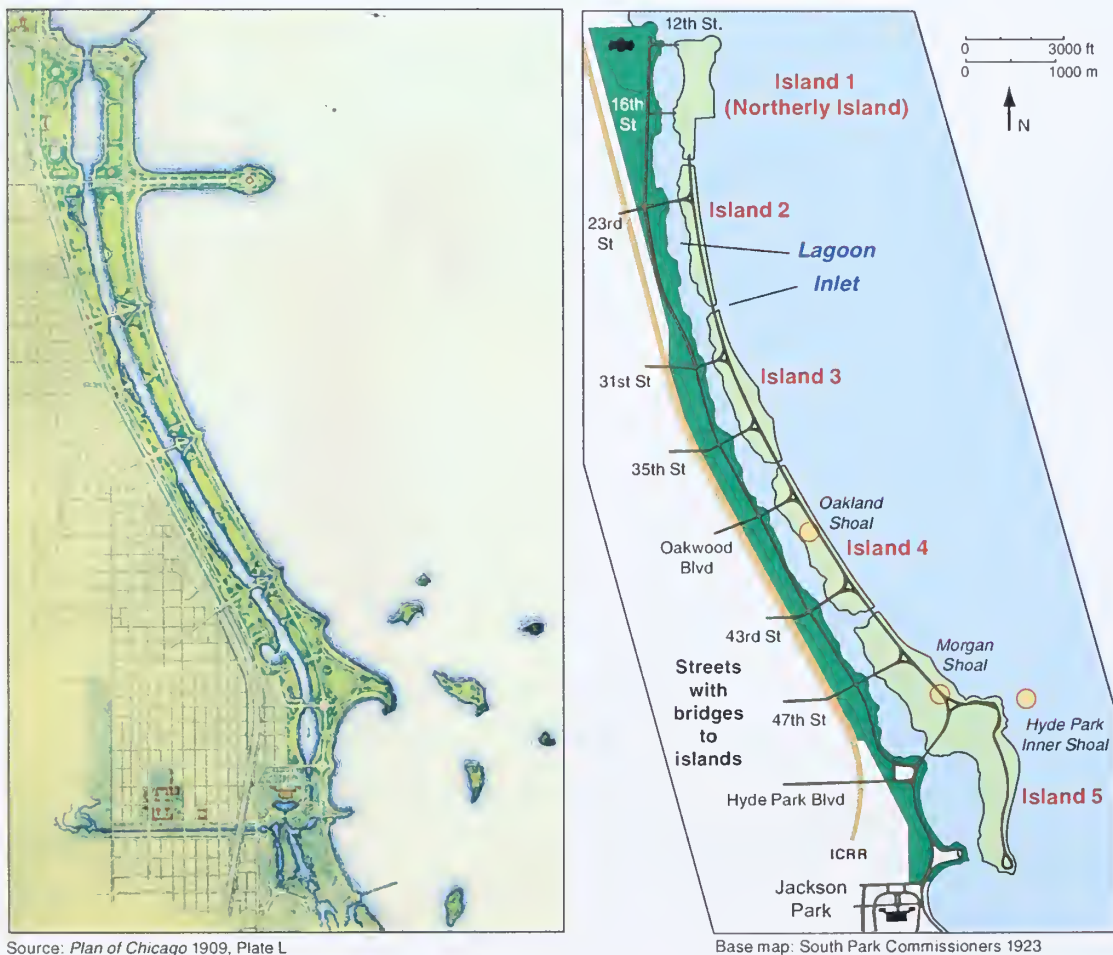 12th St.
3000 ft
0
0
1000 m
N
Island 1
(Northerly Island)
16th
St
Island 2
23rd
St
Lagoon
Inlet
31st St
Island 3
35th St
Oakland
Shoal
Oakwood
Blvd
Island 4
43rd St
Morgan
Shoal
Streets
with
bridges
to
islands
47th St
Hyde Park
Inner Shoal
Hyde Park Blvd
Island 5
ICRR
Jackson
Park
Source: Plan of Chicago 1909, Plate L
Base map: South Park Commissioners 1923